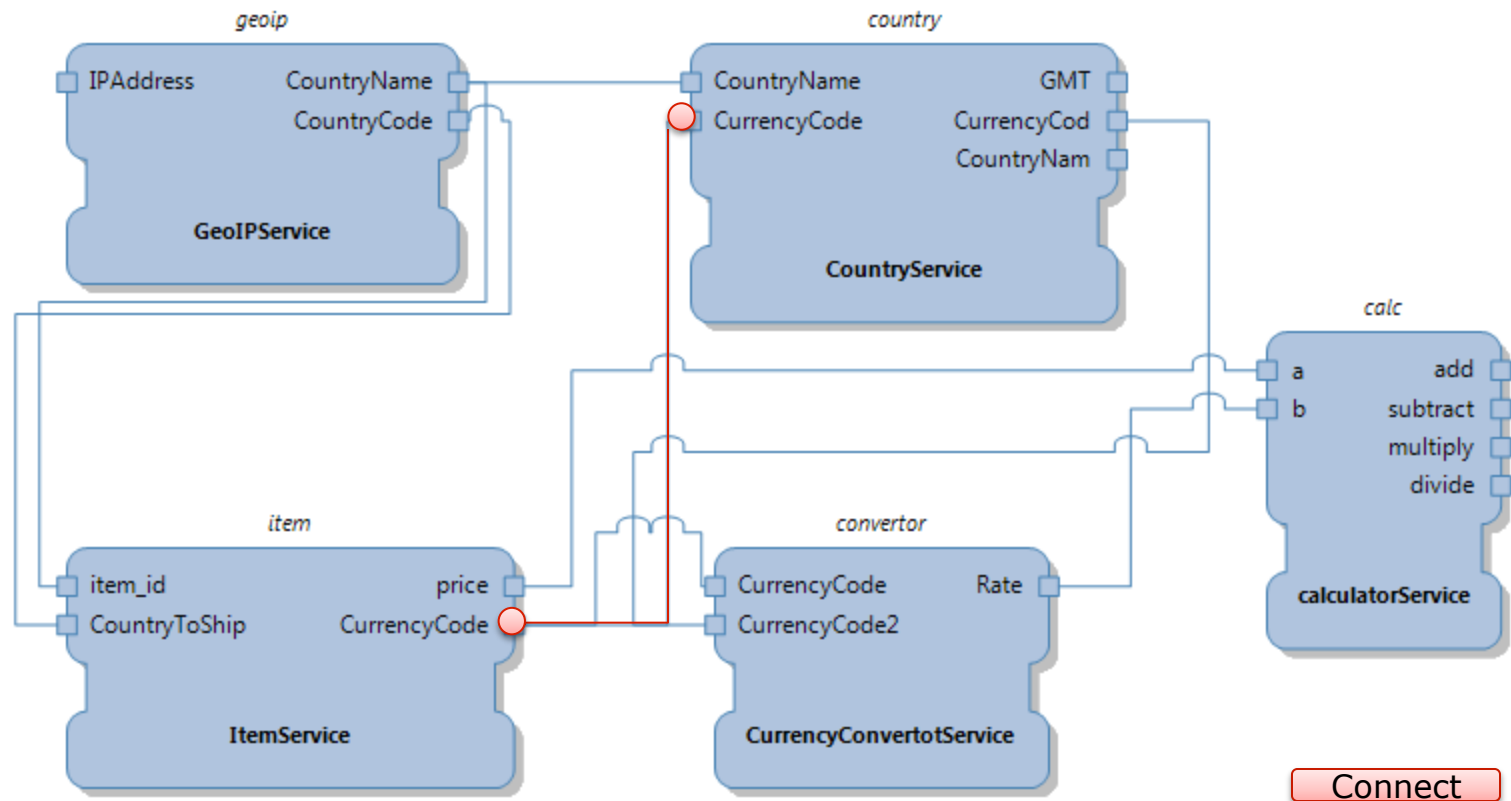 geoip
IPAddress CountryName
CountryCode
GeoIPService
country
CountryName GMT
CurrencyCode CurrencyCod
CountryNam
CountryService
calc
a add
b subtract
multiply
divide
calculatorService
item
item_id price
CountryToShip CurrencyCode
ItemService
convertor
CurrencyCode Rate
CurrencyCode2
CurrencyConvertotService
Connect